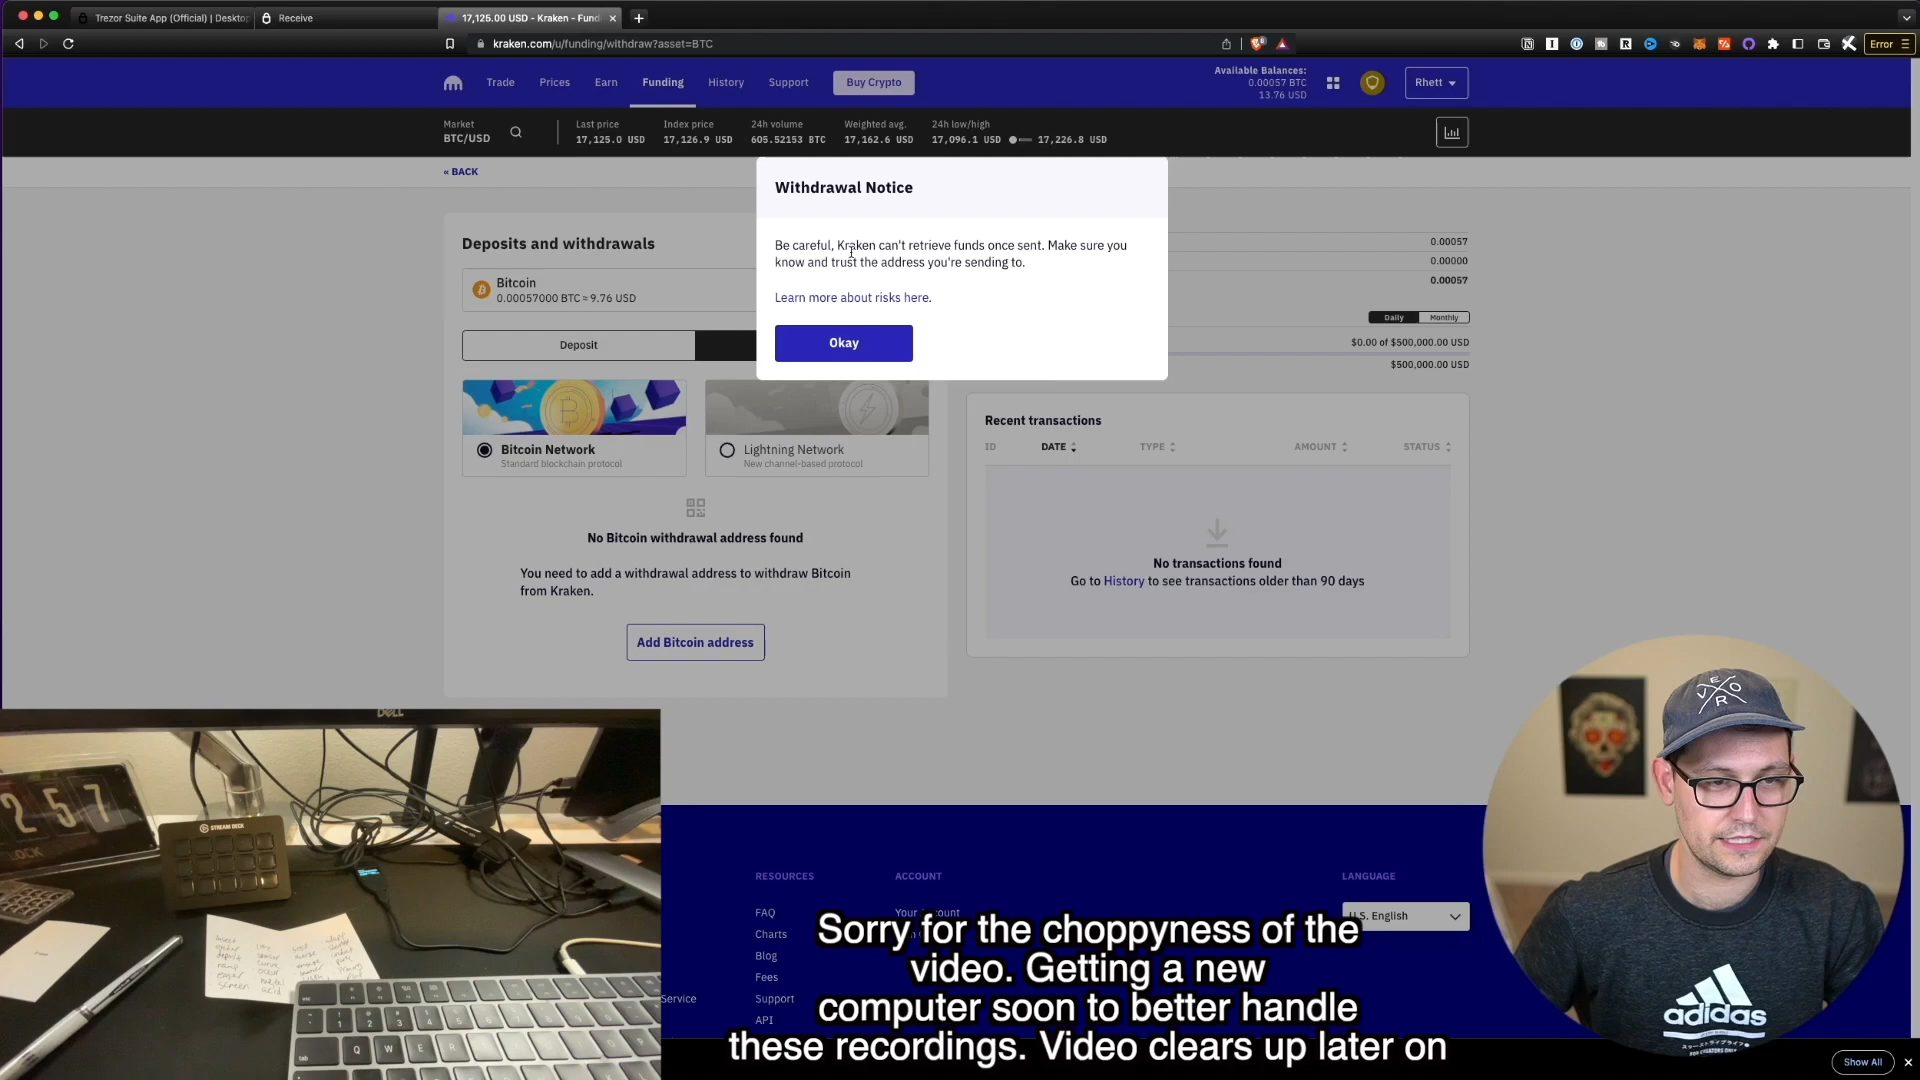 Trezor Suite App (Official) | Deskto
Receive
17,125.00 USD - Kraken - Fund
kraken.com/u/funding/withdraw?asset=BTC
Error
Trade
Prices
Earn
Funding
History
Support
Buy Crypto
Available Balances:
0.00057 BTC
13.76 USD
Rhett
Market
BTC/USD
Last price
17,125.0 USD
Index price
17,126.9 USD
24h volume
605.52153 BTC
Weighted avg.
17,162.6 USD
24h low/high
17,096.1 USD
17,226.8 USD
« BACK
Withdrawal Notice
Be careful, Kraken can't retrieve funds once sent. Make sure you
know and trust the address you're sending to.
Learn more about risks here.
Okay
Deposits and withdrawals
Bitcoin
0.00057000 BTC ≈ 9.76 USD
Deposit
Bitcoin Network
Standard blockchain protocol
Lightning Network
New channel-based protocol
No Bitcoin withdrawal address found
You need to add a withdrawal address to withdraw Bitcoin
from Kraken.
Add Bitcoin address
0.00057
0.00000
0.00057
Daily
Monthly
$0.00 of $500,000.00 USD
$500,000.00 USD
Recent transactions
ID
DATE
TYPE
AMOUNT
STATUS
No transactions found
Go to History to see transactions older than 90 days
DELL
2 57
LOCK
STREAM DECK
RESOURCES
FAQ
Charts
Blog
Fees
Support
API
Service
ACCOUNT
Your Account
LANGUAGE
U.S. English
Sorry for the choppyness of the
video. Getting a new
computer soon to better handle
these recordings. Video clears up later on
VEOR
adidas
Show All